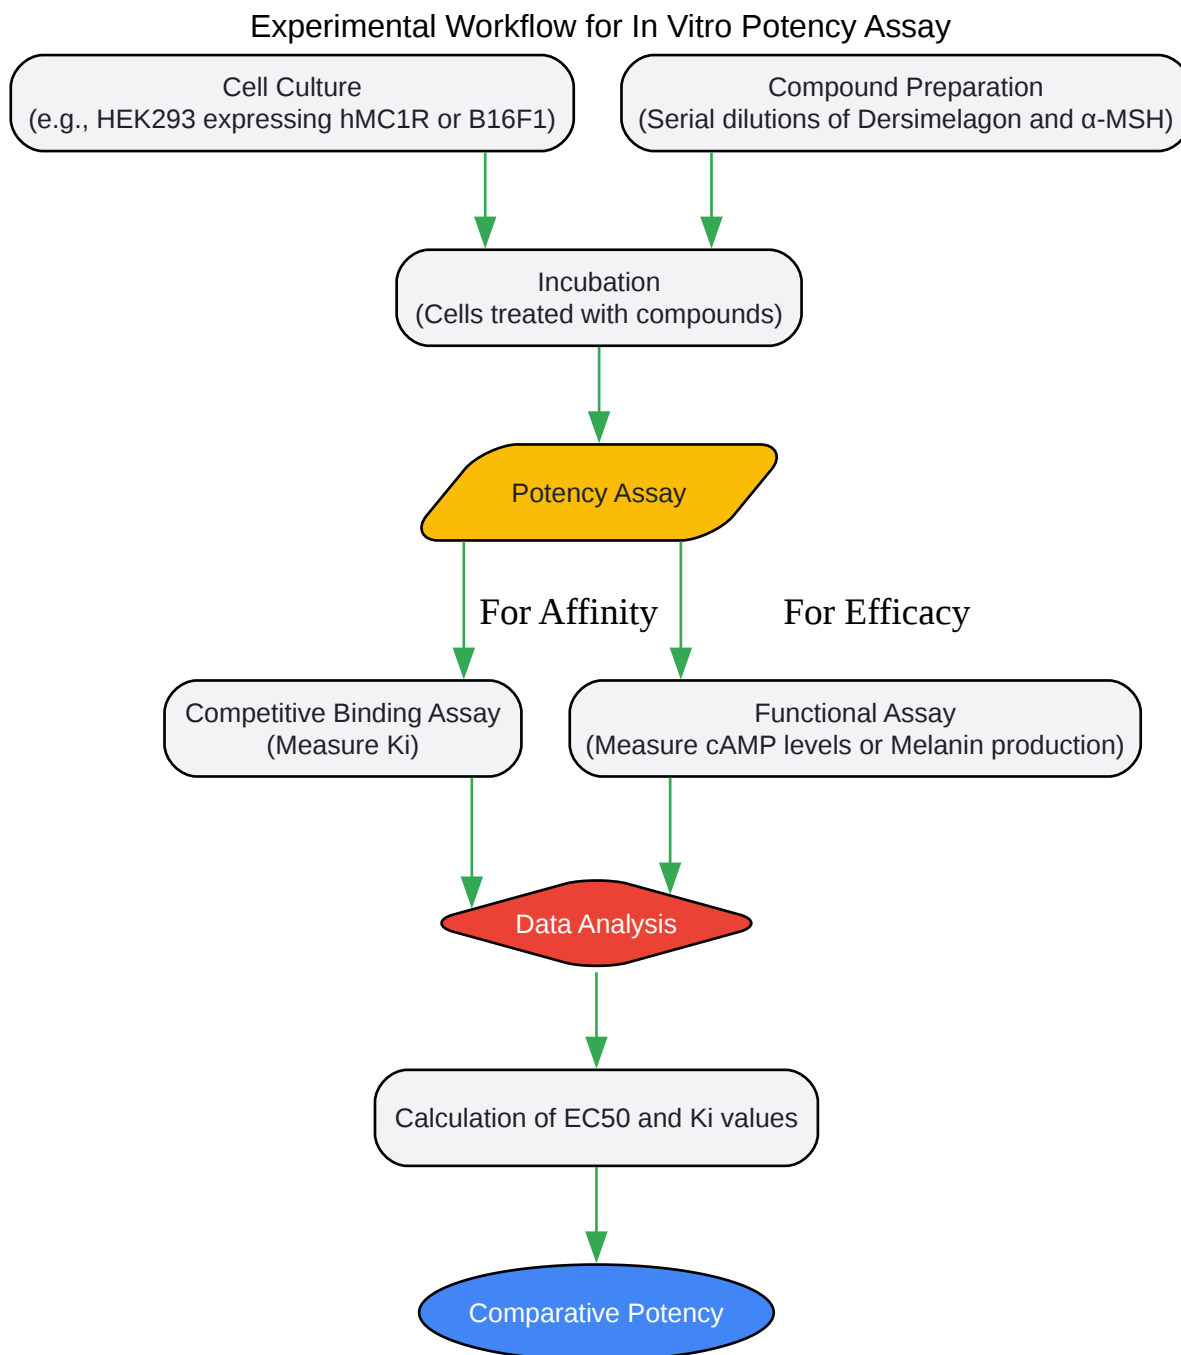 Experimental Workflow for In Vitro Potency Assay
Cell Culture
(e.g., HEK293 expressing hMC1R or B16F1)
Compound Preparation
(Serial dilutions of Dersimelagon and α-MSH)
Incubation
(Cells treated with compounds)
Potency Assay
For Affinity
For Efficacy
Competitive Binding Assay
(Measure Ki)
Functional Assay
(Measure cAMP levels or Melanin production)
Data Analysis
Calculation of EC50 and Ki values
Comparative Potency